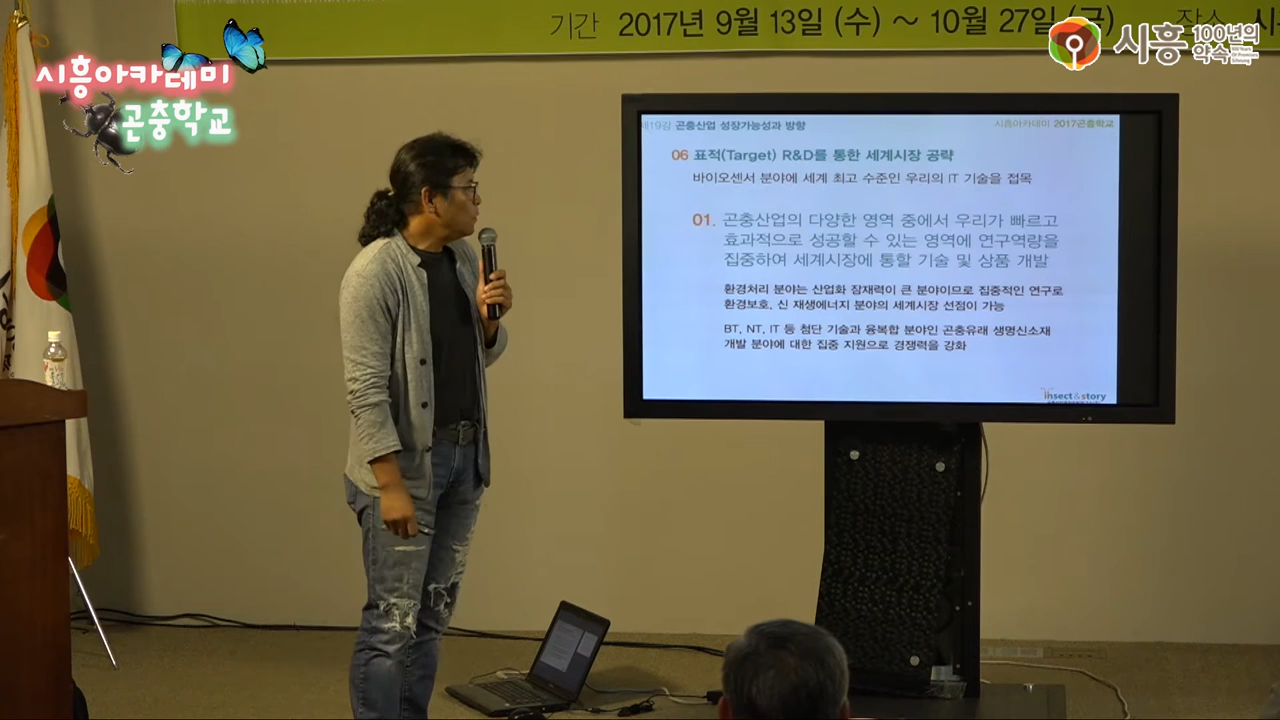 기간 2017년 9월 13일 (수) ~ 10월 27일 (금) 장소
시흥아카데미
곤충학교
시흥 100년의
약속
제19강 곤충산업 성장가능성과 방향
시흥아카데미 2017곤충학교
06 표적(Target) R&D를 통한 세계시장 공략
바이오센서 분야에 세계 최고 수준인 우리의 IT 기술을 접목
01. 곤충산업의 다양한 영역 중에서 우리가 빠르고
효과적으로 성공할 수 있는 영역에 연구역량을
집중하여 세계시장에 통할 기술 및 상품 개발
환경처리 분야는 산업화 잠재력이 큰 분야이므로 집중적인 연구로
환경보호, 신 재생에너지 분야의 세계시장 선점이 가능
BT, NT, IT 등 첨단 기술과 융복합 분야인 곤충유래 생명신소재
개발 분야에 대한 집중 지원으로 경쟁력을 강화
insect&story